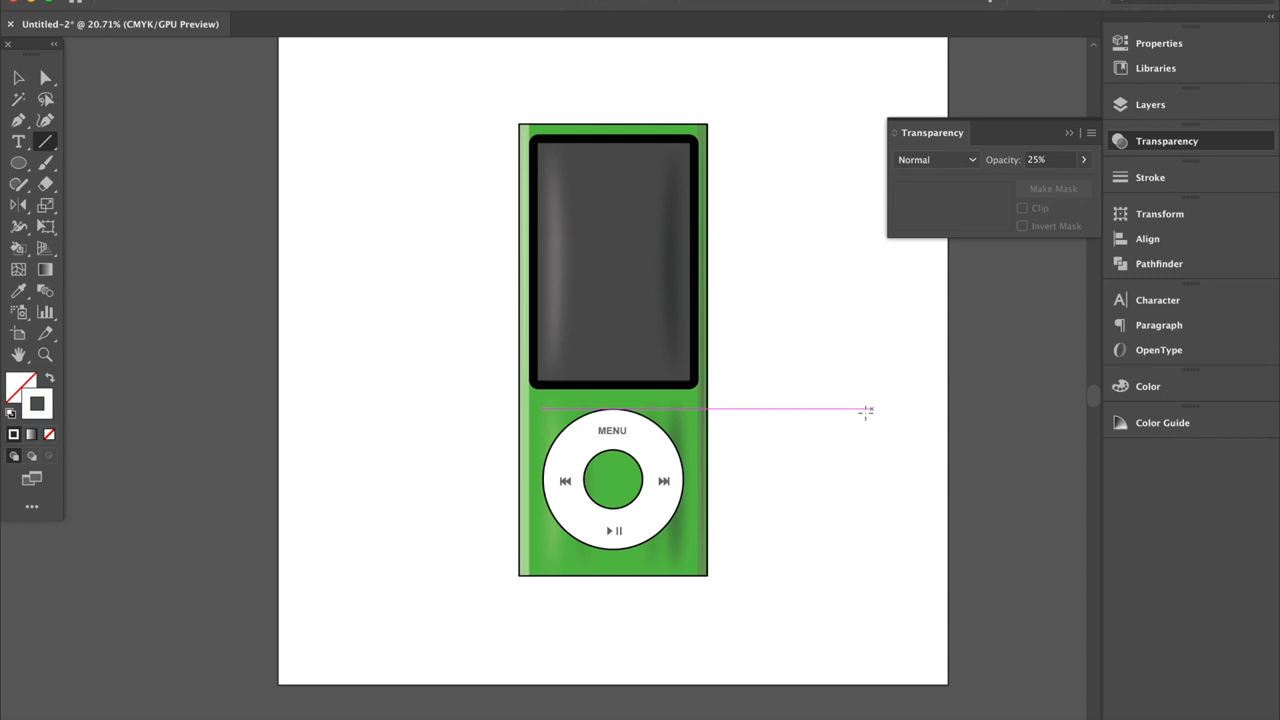 Untitled-2* @ 20.71% (CMYK/GPU Preview)
Properties
Libraries
Layers
Transparency
Stroke
Transform
Align
Pathfinder
Character
Paragraph
OpenType
Color
Color Guide
Transparency
Normal
Opacity: 25%
Make Mask
Clip
Invert Mask
MENU